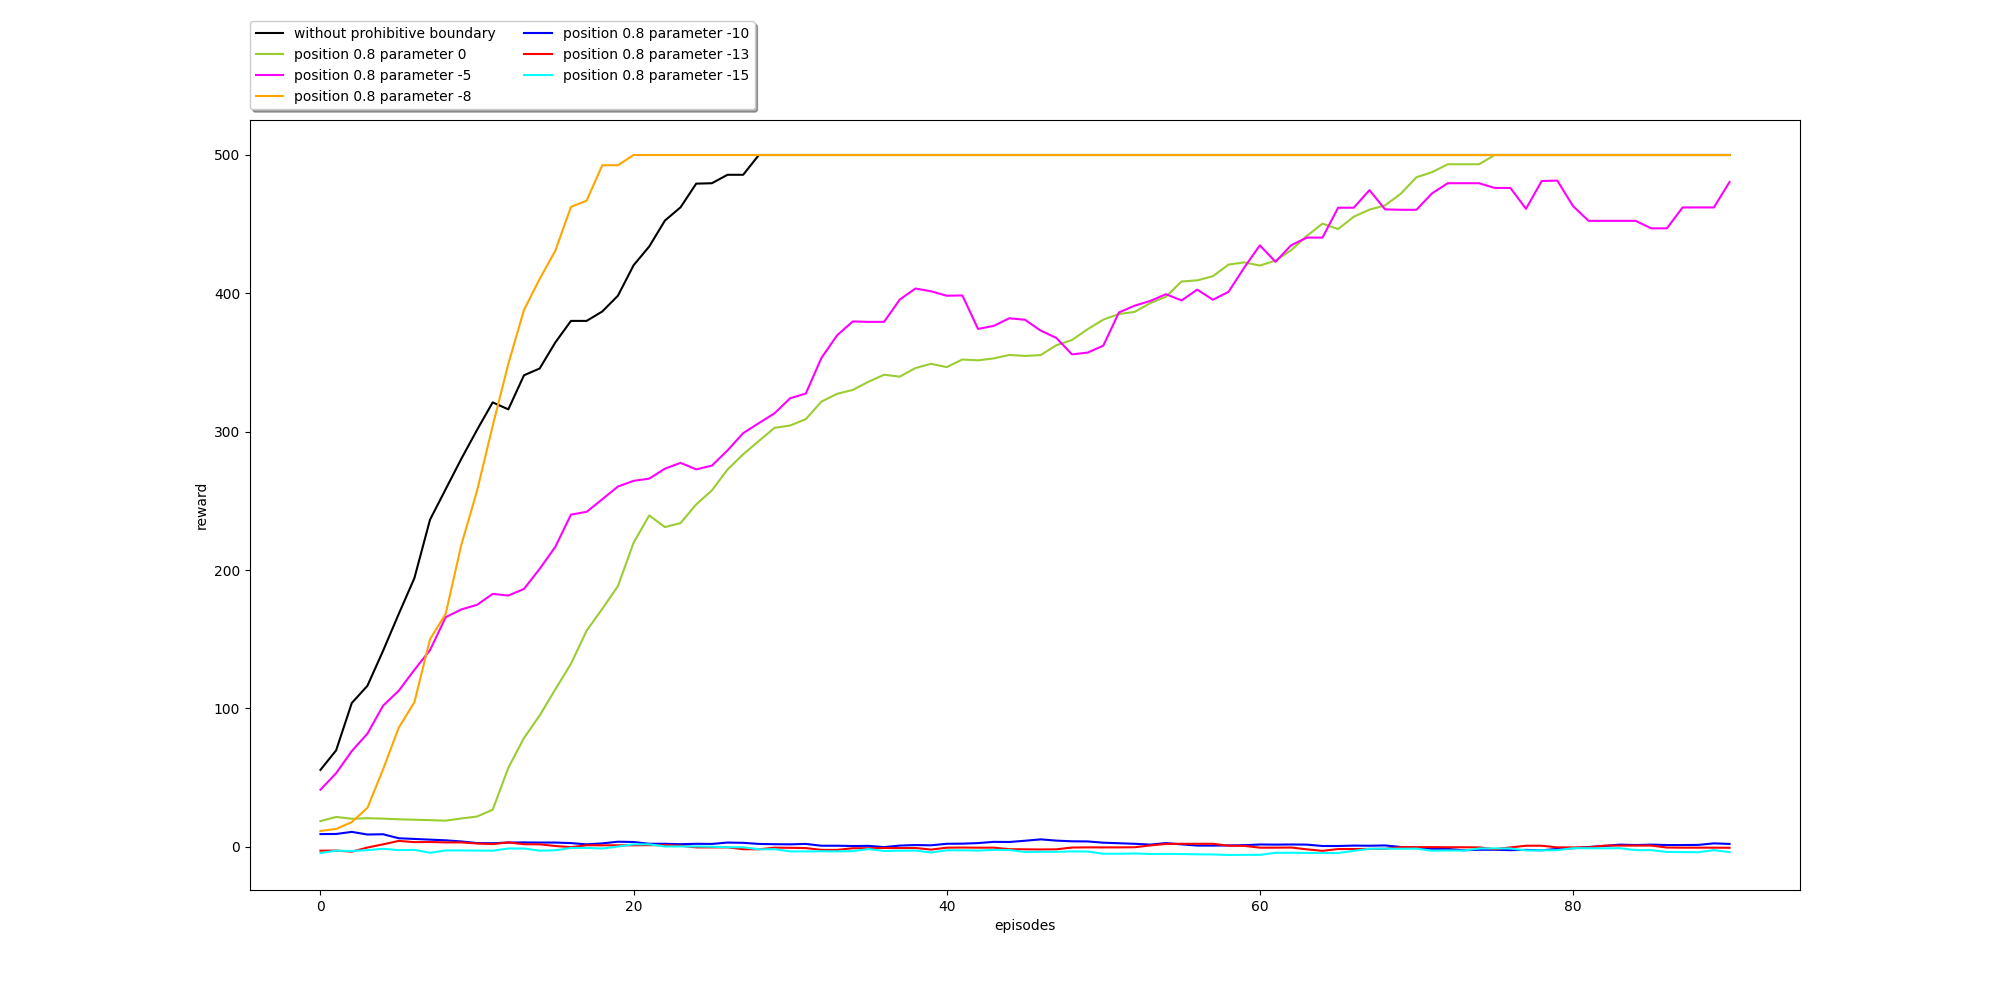 without prohibitive boundary
position 0.8 parameter 0
position 0.8 parameter -5
position 0.8 parameter -8
position 0.8 parameter -10
position 0.8 parameter -13
position 0.8 parameter -15
500
400
300
200
100
0
reward
0 20 40 60 80
episodes